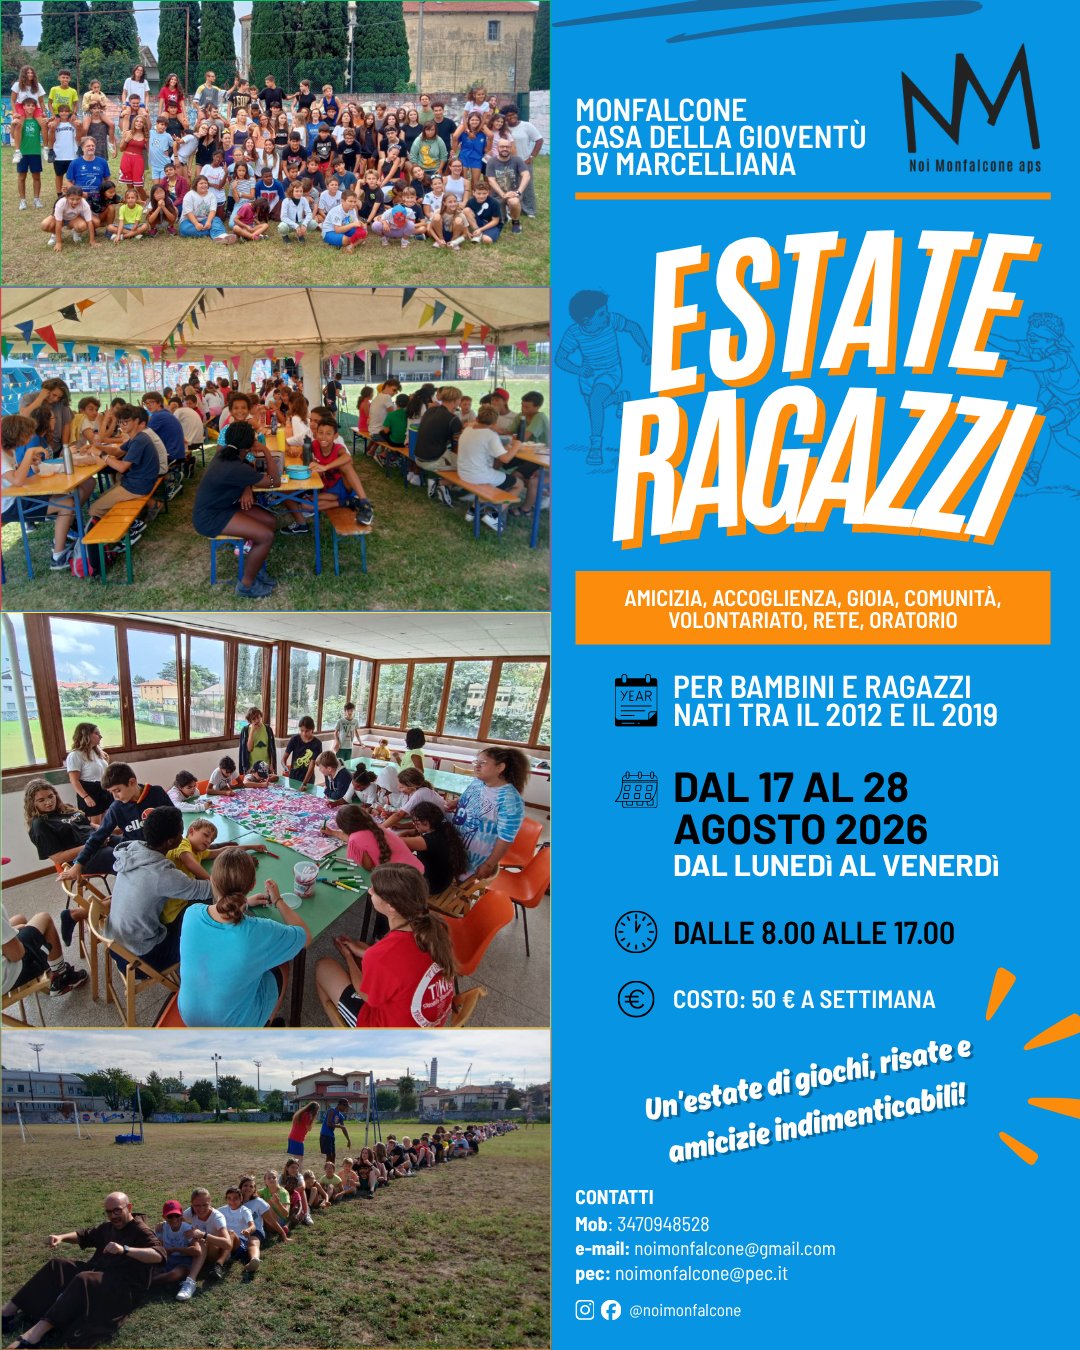 MONFALCONE
CASA DELLA GIOVENTÙ
BV MARCELLIANA
Noi Monfalcone aps
ESTATE
RAGAZZI
AMICIZIA, ACCOGLIENZA, GIOIA, COMUNITÀ,
VOLONTARIATO, RETE, ORATORIO
YEAR
PER BAMBINI E RAGAZZI
NATI TRA IL 2012 E IL 2019
DAL 17 AL 28
AGOSTO 2026
DAL LUNEDì AL VENERDì
DALLE 8.00 ALLE 17.00
COSTO: 50 € A SETTIMANA
Un'estate di giochi, risate e
amicizie indimenticabili!
CONTATTI
Mob: 3470948528
e-mail: noimonfalcone@gmail.com
pec: noimonfalcone@pec.it
@noimonfalcone